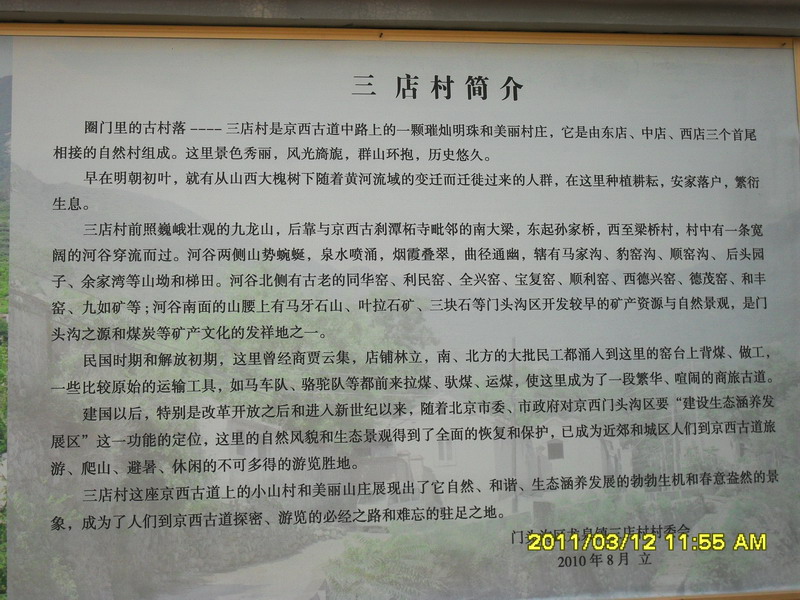 三店村简介
圈门里的古村落----三店村是京西古道中路上的一颗璀灿明珠和美丽村庄，它是由东店、中店、西店三个首尾
相接的自然村组成。这里景色秀丽，风光旖旎，群山环抱，历史悠久。
早在明朝初叶，就有从山西大槐树下随着黄河流域的变迁而迁徙过来的人群，在这里种植耕耘，安家落户，繁衍
生息。
三店村前照巍峨壮观的九龙山，后靠与京西古刹潭柘寺毗邻的南大梁，东起孙家桥，西至梁桥村，村中有一条宽
阔的河谷穿流而过。河谷两侧山势蜿蜒，泉水喷涌，烟霞叠翠，曲径通幽，辖有马家沟、豹窑沟、顺窑沟、后头园
子、余家湾等山坳和梯田。河谷北侧有古老的同华窑、利民窑、全兴窑、宝复窑、顺利窑、西德兴窑、德茂窑、和丰
窑、九如矿等；河谷南面的山腰上有马牙石山、叶拉石矿、三块石等门头沟区开发较早的矿产资源与自然景观，是门
头沟之源和煤炭等矿产文化的发祥地之一。
民国时期和解放初期，这里曾经商贾云集，店铺林立，南、北方的大批民工都涌入到这里的窑台上背煤、做工，
一些比较原始的运输工具，如马车队、骆驼队等都前来拉煤、驮煤、运煤，使这里成为了一段繁华、喧闹的商旅古道。
建国以后，特别是改革开放之后和进入新世纪以来，随着北京市委、市政府对京西门头沟区要“建设生态涵养发
展区”这一功能的定位，这里的自然风貌和生态景观得到了全面的恢复和保护，已成为近郊和城区人们到京西古道旅
游、爬山、避暑、休闲的不可多得的游览胜地。
三店村这座京西古道上的小山村和美丽山庄展现出了它自然、和谐、生态涵养发展的勃勃生机和春意盎然的景
象，成为了人们到京西古道探密、游览的必经之路和难忘的驻足之地。
门头沟区龙泉镇三店村村委会
2011/03/12 11:55 AM
2010年8月 立